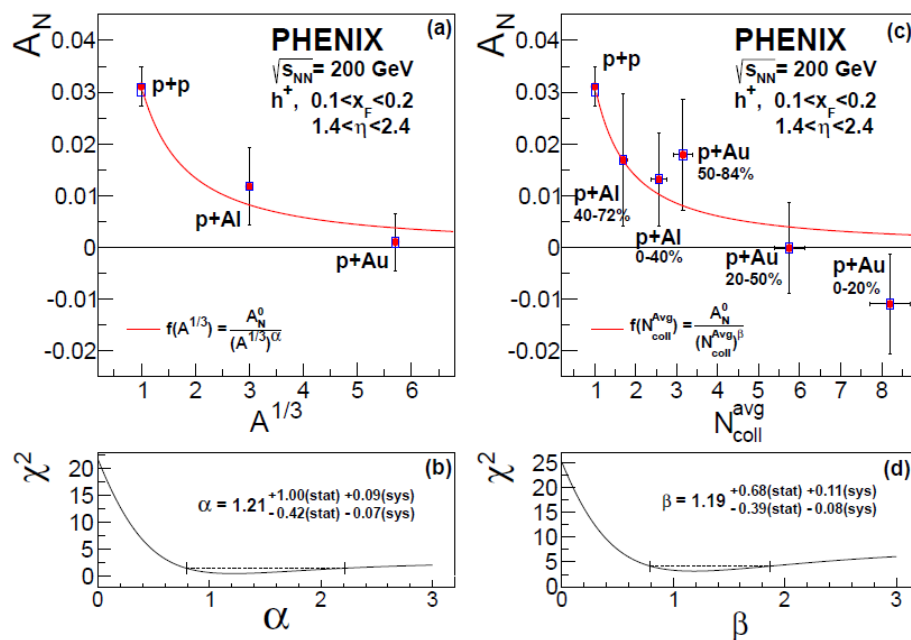 A_N
(a)
0.04
0.03
0.02
0.01
0
-0.01
-0.02
PHENIX
√s_NN = 200 GeV
h⁺, 0.1<x_F<0.2
1.4<η<2.4
p+p
p+Al
p+Au
f(A^1/3) = A_N^0 / (A^1/3)^α
1 2 3 4 5 6
A^1/3
A_N
(c)
0.04
0.03
0.02
0.01
0
-0.01
-0.02
PHENIX
√s_NN = 200 GeV
h⁺, 0.1<x_F<0.2
1.4<η<2.4
p+p
p+Au
50-84%
p+Al
40-72%
p+Al
0-40%
p+Au
20-50%
p+Au
0-20%
f(N_coll^Avg) = A_N^0 / (N_coll^Avg)^β
0 1 2 3 4 5 6 7 8
N_coll^avg
χ²
(b)
20
15
10
5
0
α = 1.21 +1.00(stat) +0.09(sys)
-0.42(stat) -0.07(sys)
0 1 2 3
α
χ²
(d)
25
20
15
10
5
0
β = 1.19 +0.68(stat) +0.11(sys)
-0.39(stat) -0.08(sys)
0 1 2 3
β